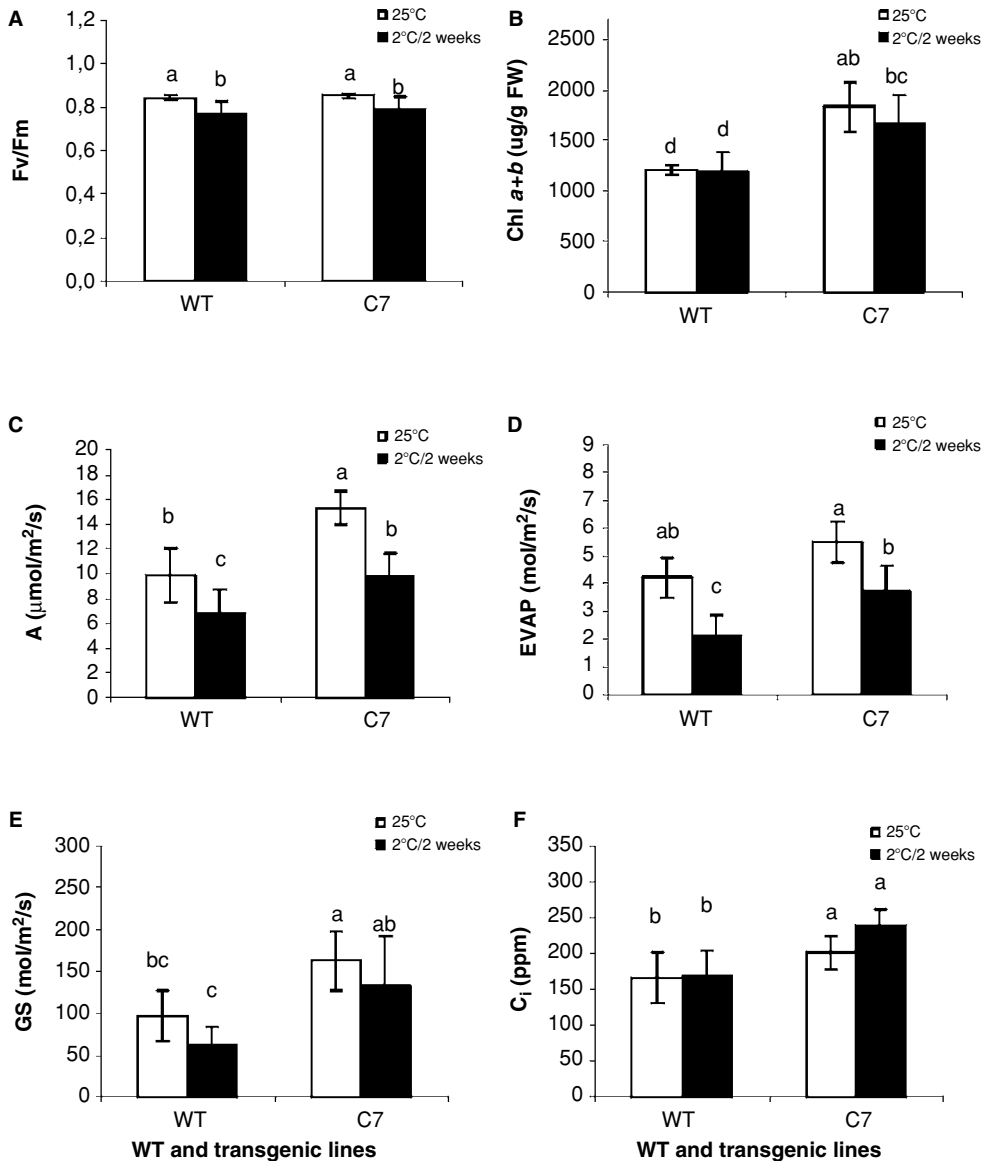 A
1,2
1,0
0,8
0,6
0,4
0,2
0,0
Fv/Fm
25°C
2°C/2 weeks
a
b
a
b
WT
C7
B
2500
2000
1500
1000
500
0
Chl a+b (ug/g FW)
25°C
2°C/2 weeks
d
d
ab
bc
WT
C7
C
20
18
16
14
12
10
8
6
4
2
0
A (µmol/m²/s)
25°C
2°C/2 weeks
b
c
a
b
WT
C7
D
9
8
7
6
5
4
3
2
1
0
EVAP (mol/m²/s)
25°C
2°C/2 weeks
ab
c
a
b
WT
C7
E
300
250
200
150
100
50
0
GS (mol/m²/s)
25°C
2°C/2 weeks
bc
c
a
ab
WT
C7
WT and transgenic lines
F
350
300
250
200
150
100
50
0
Cᵢ (ppm)
25°C
2°C/2 weeks
b
b
a
a
WT
C7
WT and transgenic lines